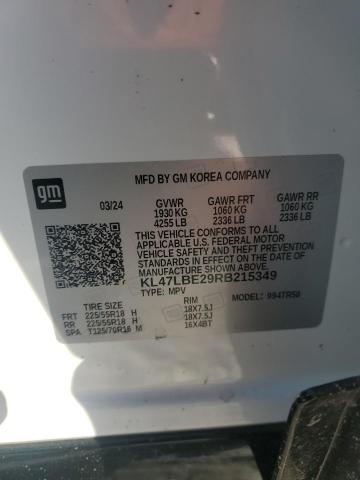 gm
MFD BY GM KOREA COMPANY
03/24 GVWR GAWR FRT GAWR RR
1930 KG 1060 KG 1060 KG
4255 LB 2336 LB 2336 LB
THIS VEHICLE CONFORMS TO ALL
APPLICABLE U.S. FEDERAL MOTOR
VEHICLE SAFETY AND THEFT PREVENTION
STANDARDS IN EFFECT ON THE DATE OF
MANUFACTURE SHOWN ABOVE.
KL47LBE29RB215349
TYPE: MPV MODEL: 994TR58
TIRE SIZE RIM
FRT 225/55R18 H 18X7.5J
RR 225/55R18 H 18X7.5J
SPA T125/70R16 M 16X4BT